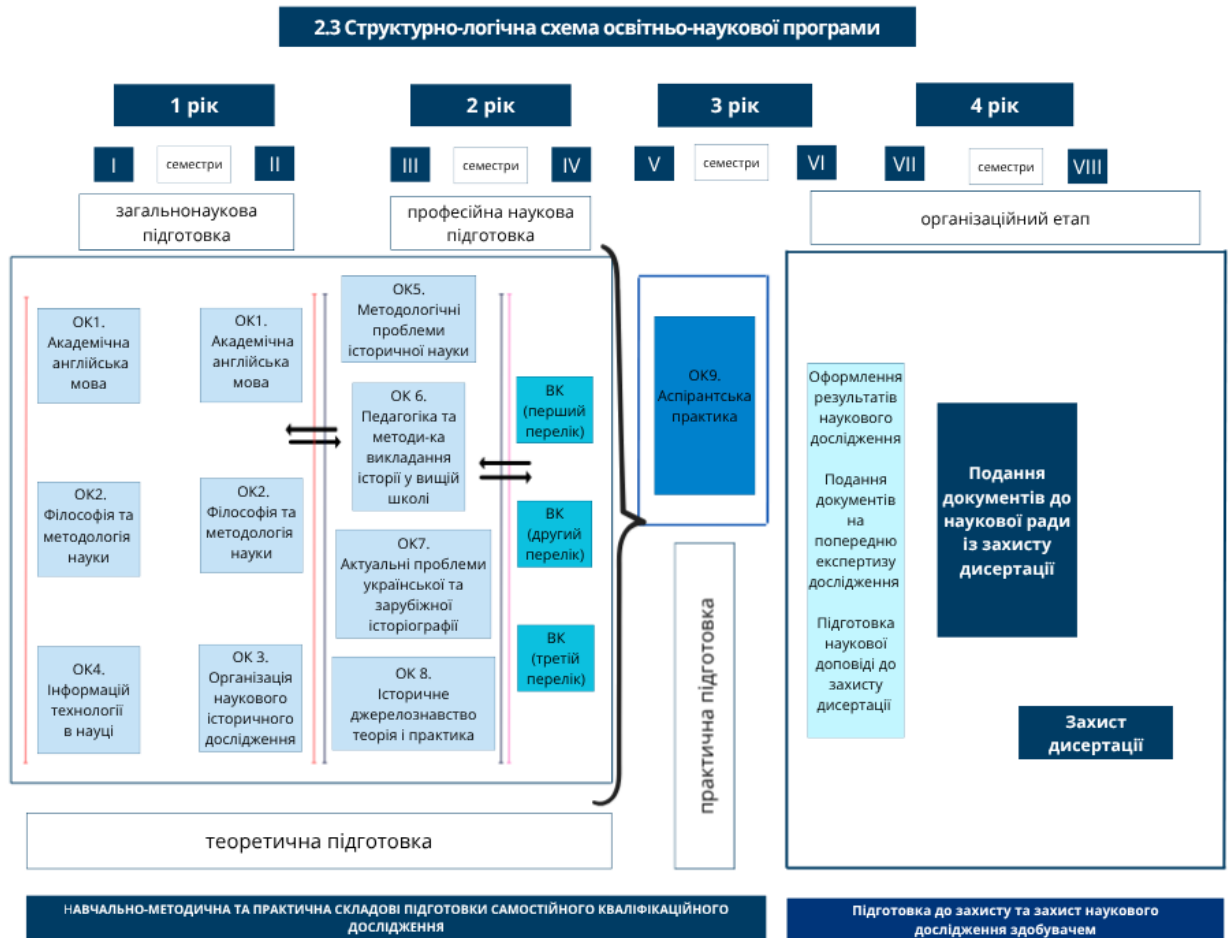 2.3 Структурно-логічна схема освітньо-наукової програми
1 рік
2 рік
3 рік
4 рік
I
семестри
II
III
семестри
IV
V
семестри
VI
VII
семестри
VIII
загальнонаукова
підготовка
професійна наукова
підготовка
організаційний етап
ОК1.
Академічна
англійська
мова
ОК2.
Філософія та
методологія
науки
ОК4.
Інформацій
технології
в науці
ОК1.
Академічна
англійська
мова
ОК2.
Філософія та
методологія
науки
ОК 3.
Організація
наукового
історичного
дослідження
ОК5.
Методологічні
проблеми
історичної науки
ОК 6.
Педагогіка та
методи-ка
викладання
історії у вищій
школі
ОК7.
Актуальні проблеми
української та
зарубіжної
історіографії
ОК 8.
Історичне
джерелознавство
теорія і практика
ВК
(перший
перелік)
ВК
(другий
перелік)
ВК
(третій
перелік)
ОК9.
Аспірантська
практика
практична підготовка
Оформлення
результатів
наукового
дослідження
Подання
документів
на
попередню
експертизу
дослідження
Підготовка
наукової
доповіді до
захисту
дисертації
Подання
документів до
наукової ради
із захисту
дисертації
Захист
дисертації
теоретична підготовка
НАВЧАЛЬНО-МЕТОДИЧНА ТА ПРАКТИЧНА СКЛАДОВІ ПІДГОТОВКИ САМОСТІЙНОГО КВАЛІФІКАЦІЙНОГО
ДОСЛІДЖЕННЯ
Підготовка до захисту та захист наукового
дослідження здобувачем